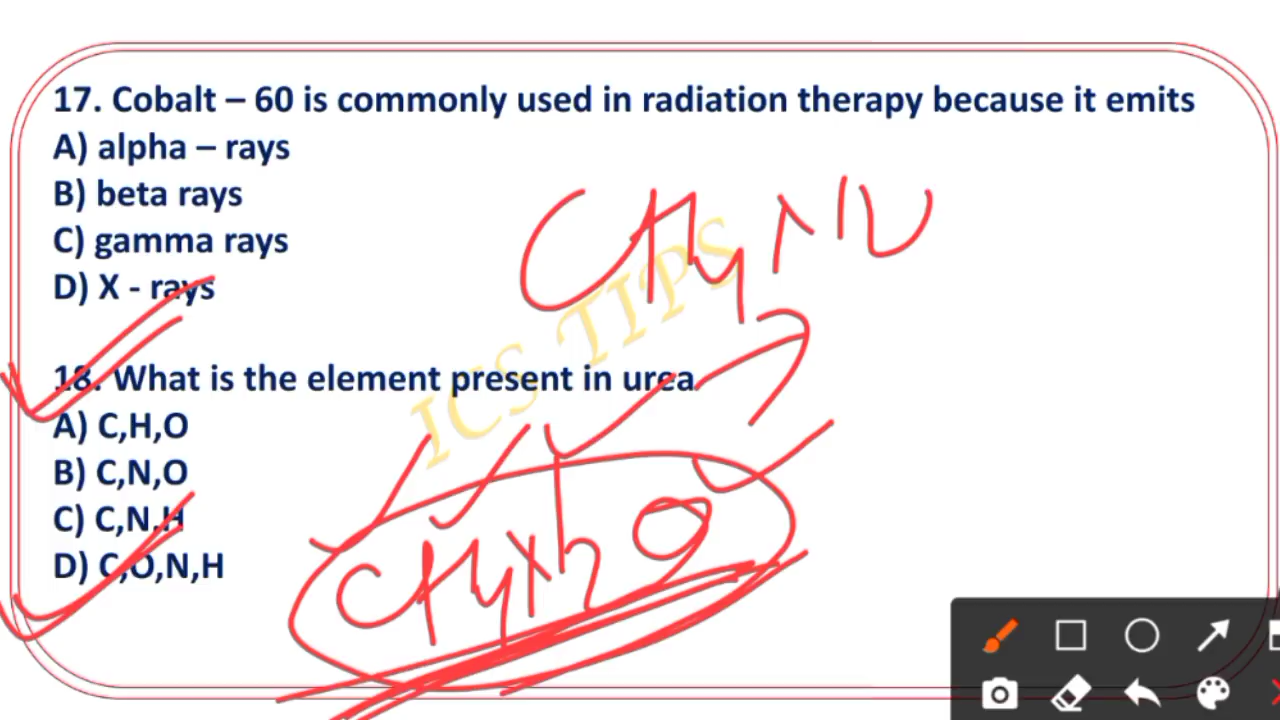 17. Cobalt – 60 is commonly used in radiation therapy because it emits
A) alpha – rays
B) beta rays
C) gamma rays
D) X - rays
18. What is the element present in urea
A) C,H,O
B) C,N,O
C) C,N,H
D) C,O,N,H
CH4N2O
ICS TIPS